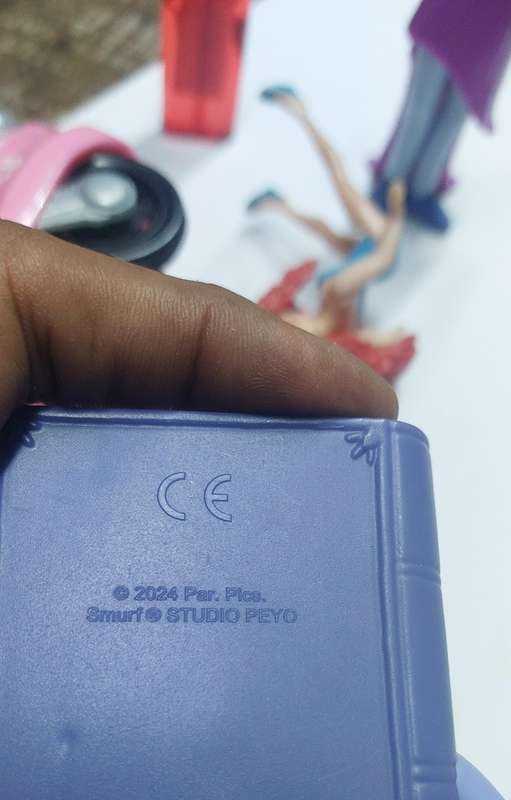 CE
© 2024 Par. Pics.
Smurf® STUDIO PEYO